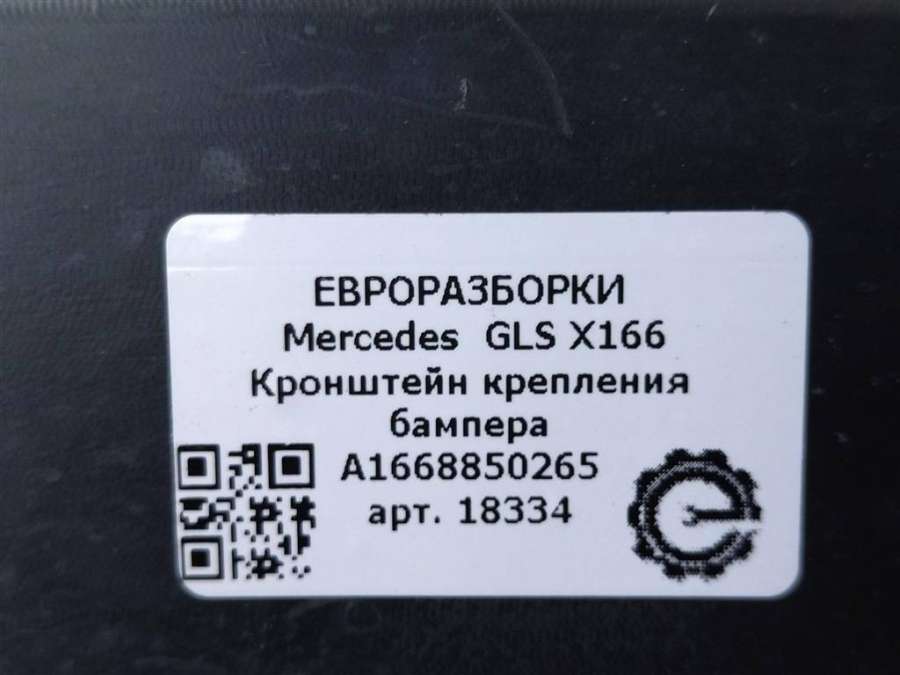 ЕВРОРАЗБОРКИ
Mercedes GLS X166
Кронштейн крепления
бампера
A1668850265
арт. 18334